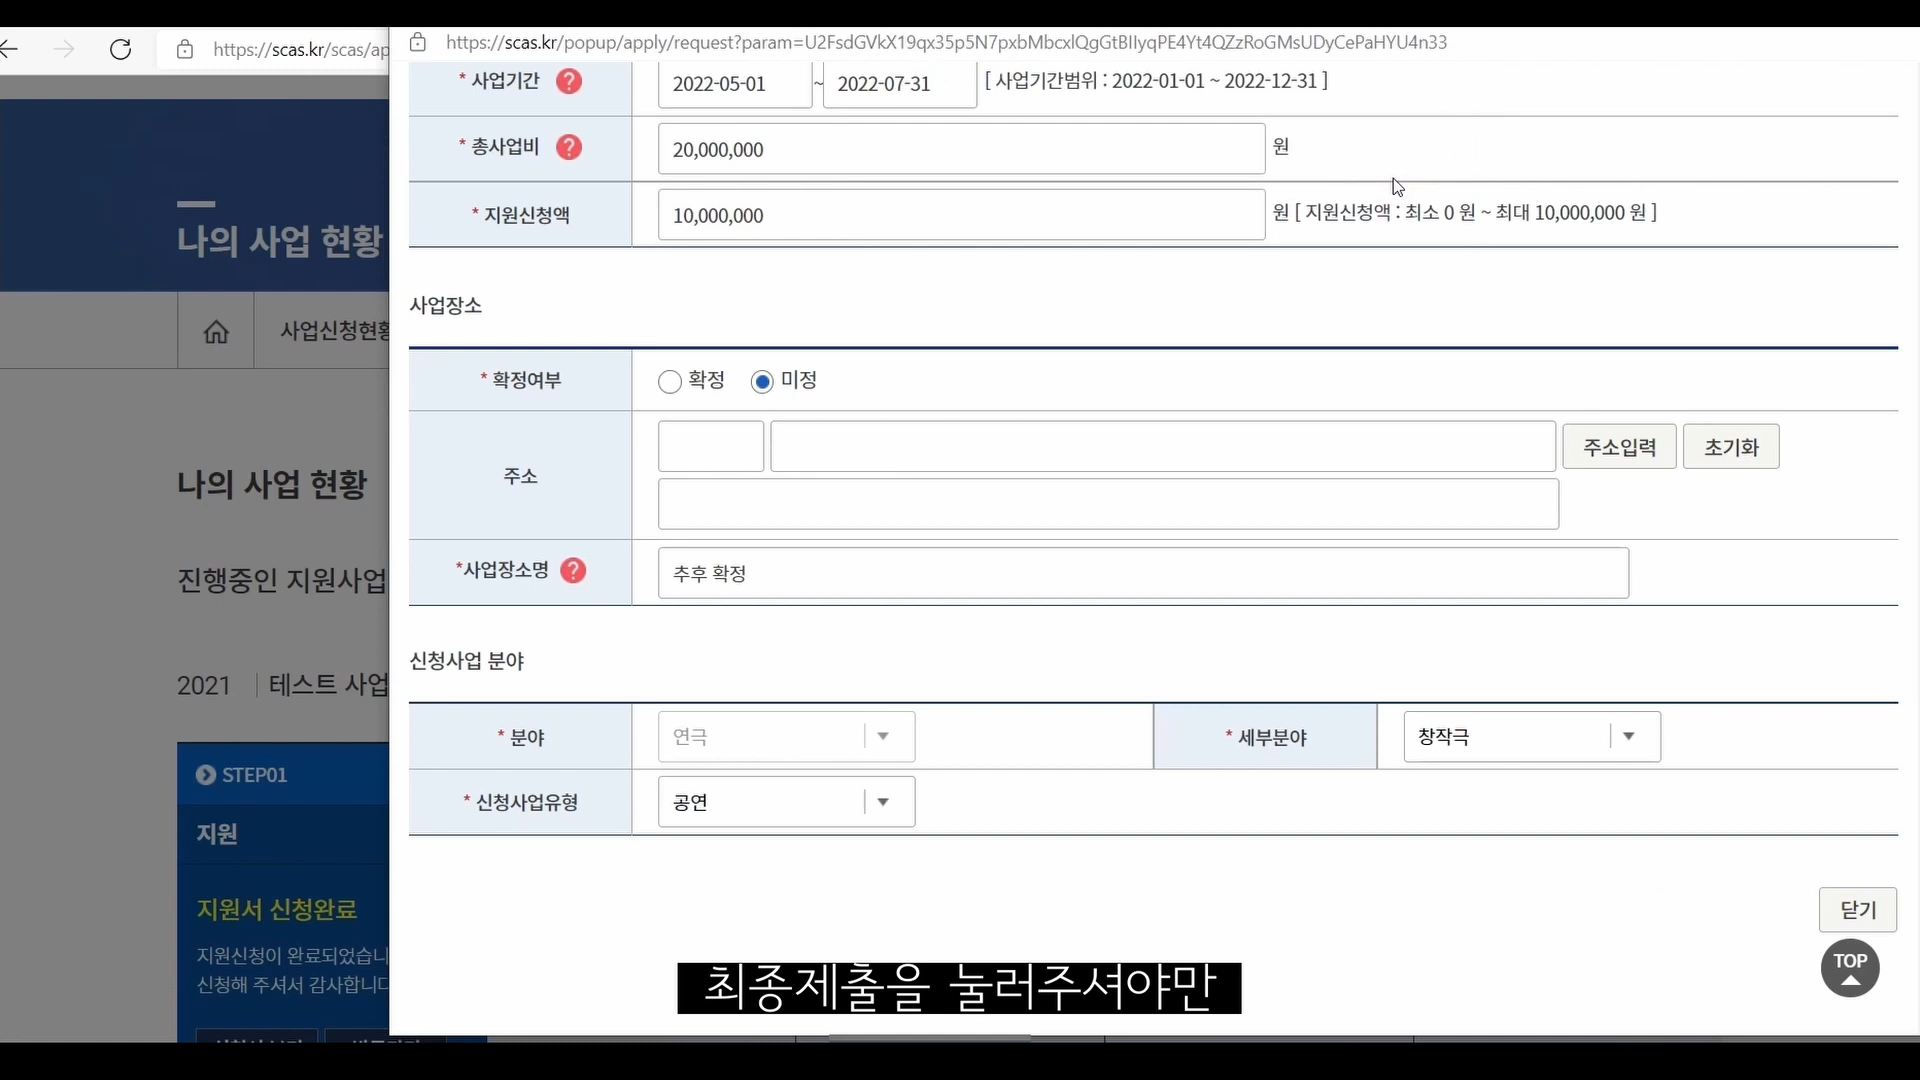 https://scas.kr/scas/ap
https://scas.kr/popup/apply/request?param=U2FsdGVkX19qx35p5N7pxbMbcxlQgGtBIIyqPE4Yt4QZzRoGMsUDyCePaHYU4n33
* 사업기간 ? 2022-05-01 ~ 2022-07-31 [ 사업기간범위 : 2022-01-01 ~ 2022-12-31 ]
* 총사업비 ? 20,000,000 원
* 지원신청액 10,000,000 원 [ 지원신청액 : 최소 0 원 ~ 최대 10,000,000 원 ]
나의 사업 현황
사업신청현황
사업장소
* 확정여부 확정 미정
주소 주소입력 초기화
*사업장소명 ? 추후 확정
나의 사업 현황
진행중인 지원사업
2021 테스트 사업
신청사업 분야
* 분야 연극 * 세부분야 창작극
* 신청사업유형 공연
STEP01
지원
지원서 신청완료
지원신청이 완료되었습니
신청해 주셔서 감사합니다
닫기
TOP
최종제출을 눌러주셔야만